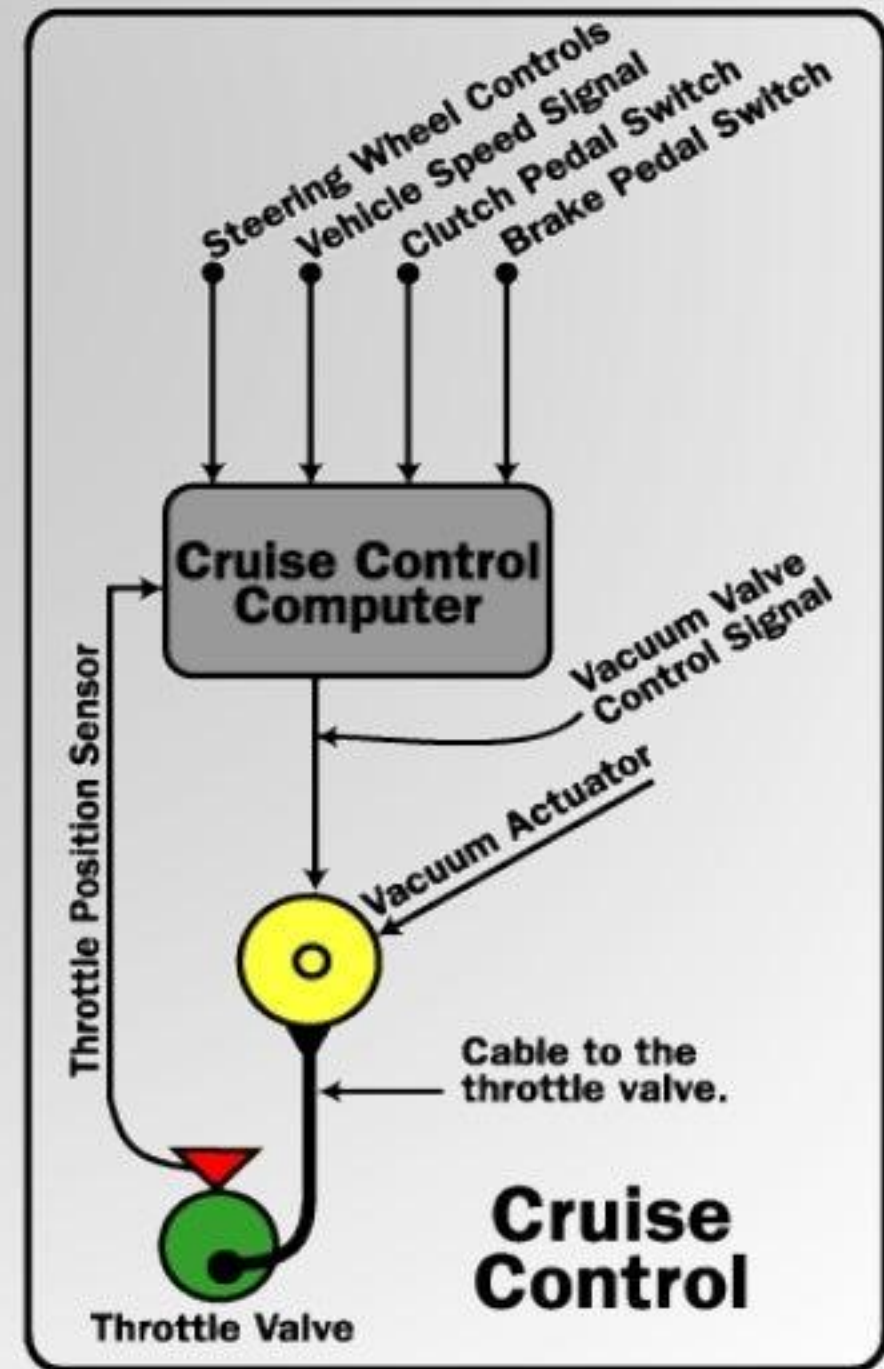 Steering Wheel Controls
Vehicle Speed Signal
Clutch Pedal Switch
Brake Pedal Switch
Cruise Control
Computer
Vacuum Valve
Control Signal
Throttle Position Sensor
Vacuum Actuator
Cable to the
throttle valve.
Cruise
Control
Throttle Valve